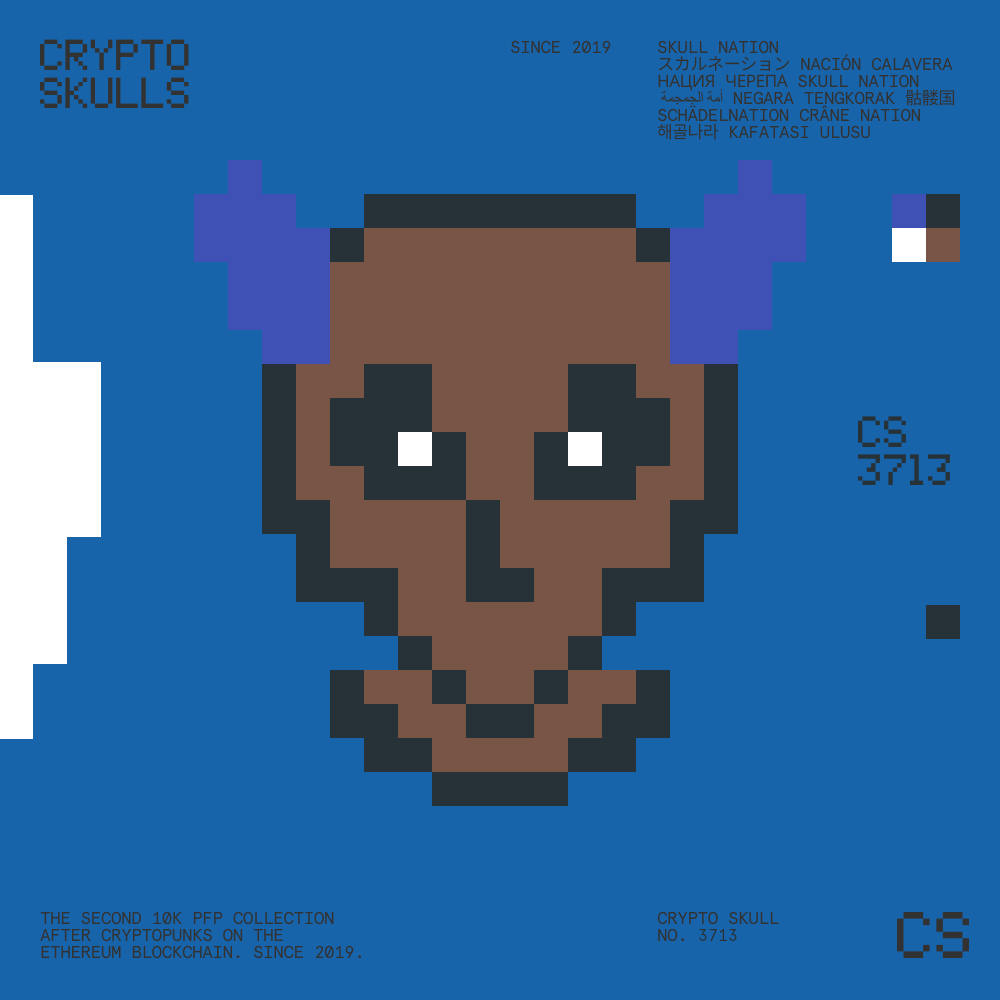 CRYPTO
SKULLS
SINCE 2019
SKULL NATION
スカルネーション NACIÓN CALAVERA
НАЦИЯ ЧЕРЕПА SKULL NATION
أمة الجمجمة NEGARA TENGKORAK 骷髅国
SCHÄDELNATION CRÂNE NATION
해골나라 KAFATASI ULUSU
CS
3713
THE SECOND 10K PFP COLLECTION
AFTER CRYPTOPUNKS ON THE
ETHEREUM BLOCKCHAIN. SINCE 2019.
CRYPTO SKULL
NO. 3713
CS